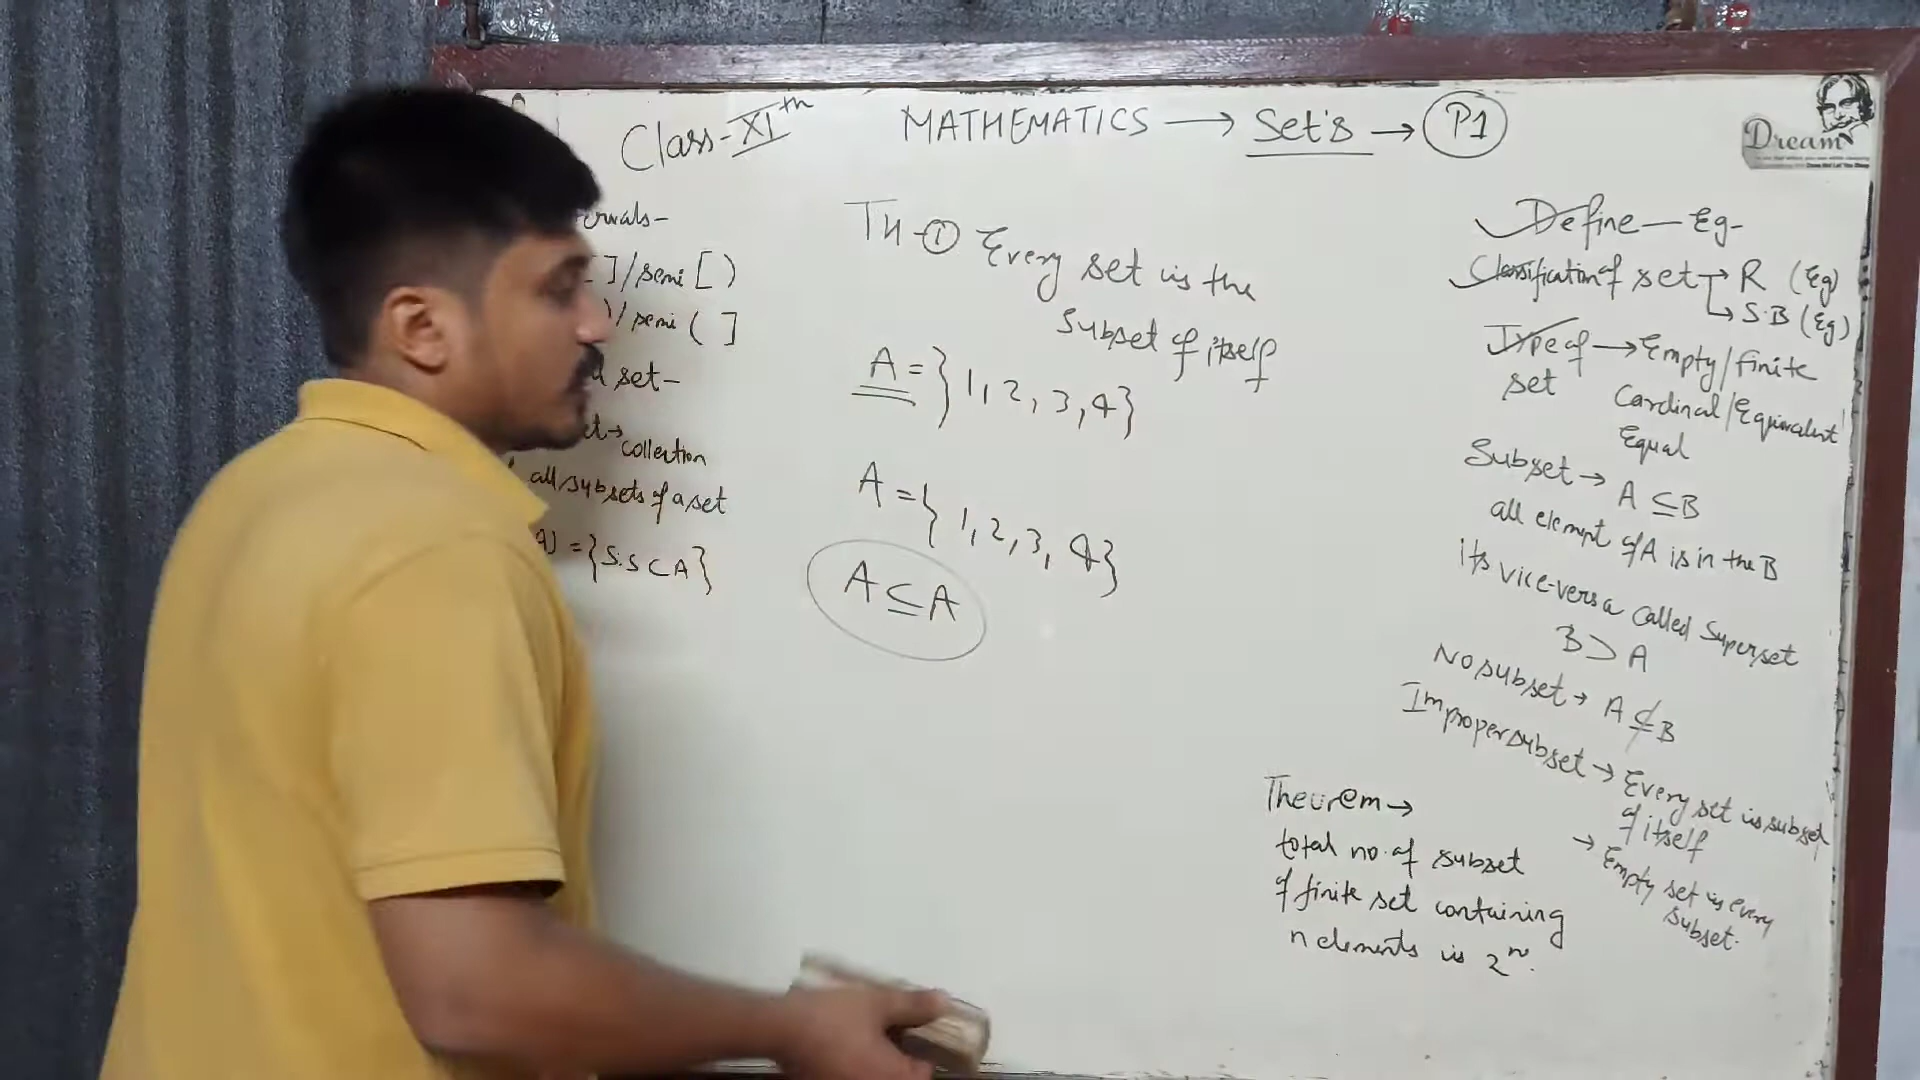 Class-XIth MATHEMATICS → Set's → P1
Dream
ervals-
[ ]/semi [ )
)/semi ( ]
set-
et → collection
all subsets of a set
= {S:S ⊂ A}
TH-① Every set is the
Subset of itself
A = {1, 2, 3, 4}
A = {1, 2, 3, 4}
A ⊆ A
Define - Eg-
Classification of set → R (Eg)
→ S.B (Eg)
Type of → Empty/finite
set
Cardinal/Equivalent
Equal
Subset → A ⊆ B
all elemnt of A is in the B
its vice-versa called Superset
B ⊃ A
No subset → A ⊈ B
Improper subset → Every set is subset
of itself
→ Empty set is every
subset.
Theurem →
total no. of subset
of finite set containing
n elements is 2ⁿ.